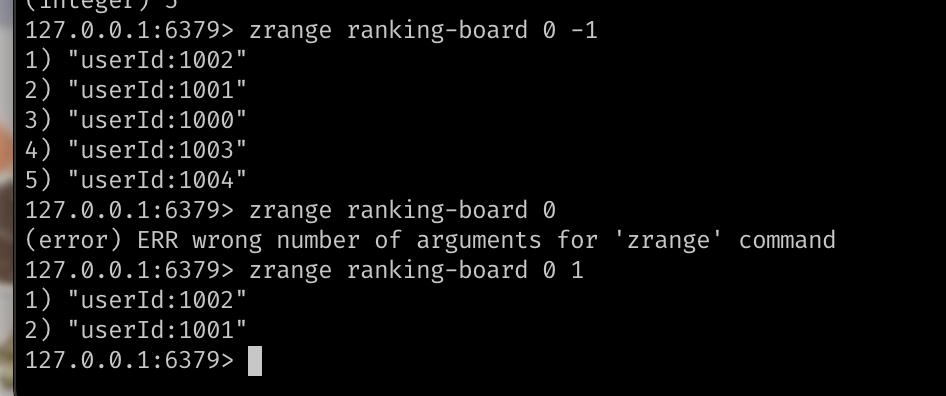 (integer) 5
127.0.0.1:6379> zrange ranking-board 0 -1
1) "userId:1002"
2) "userId:1001"
3) "userId:1000"
4) "userId:1003"
5) "userId:1004"
127.0.0.1:6379> zrange ranking-board 0
(error) ERR wrong number of arguments for 'zrange' command
127.0.0.1:6379> zrange ranking-board 0 1
1) "userId:1002"
2) "userId:1001"
127.0.0.1:6379>